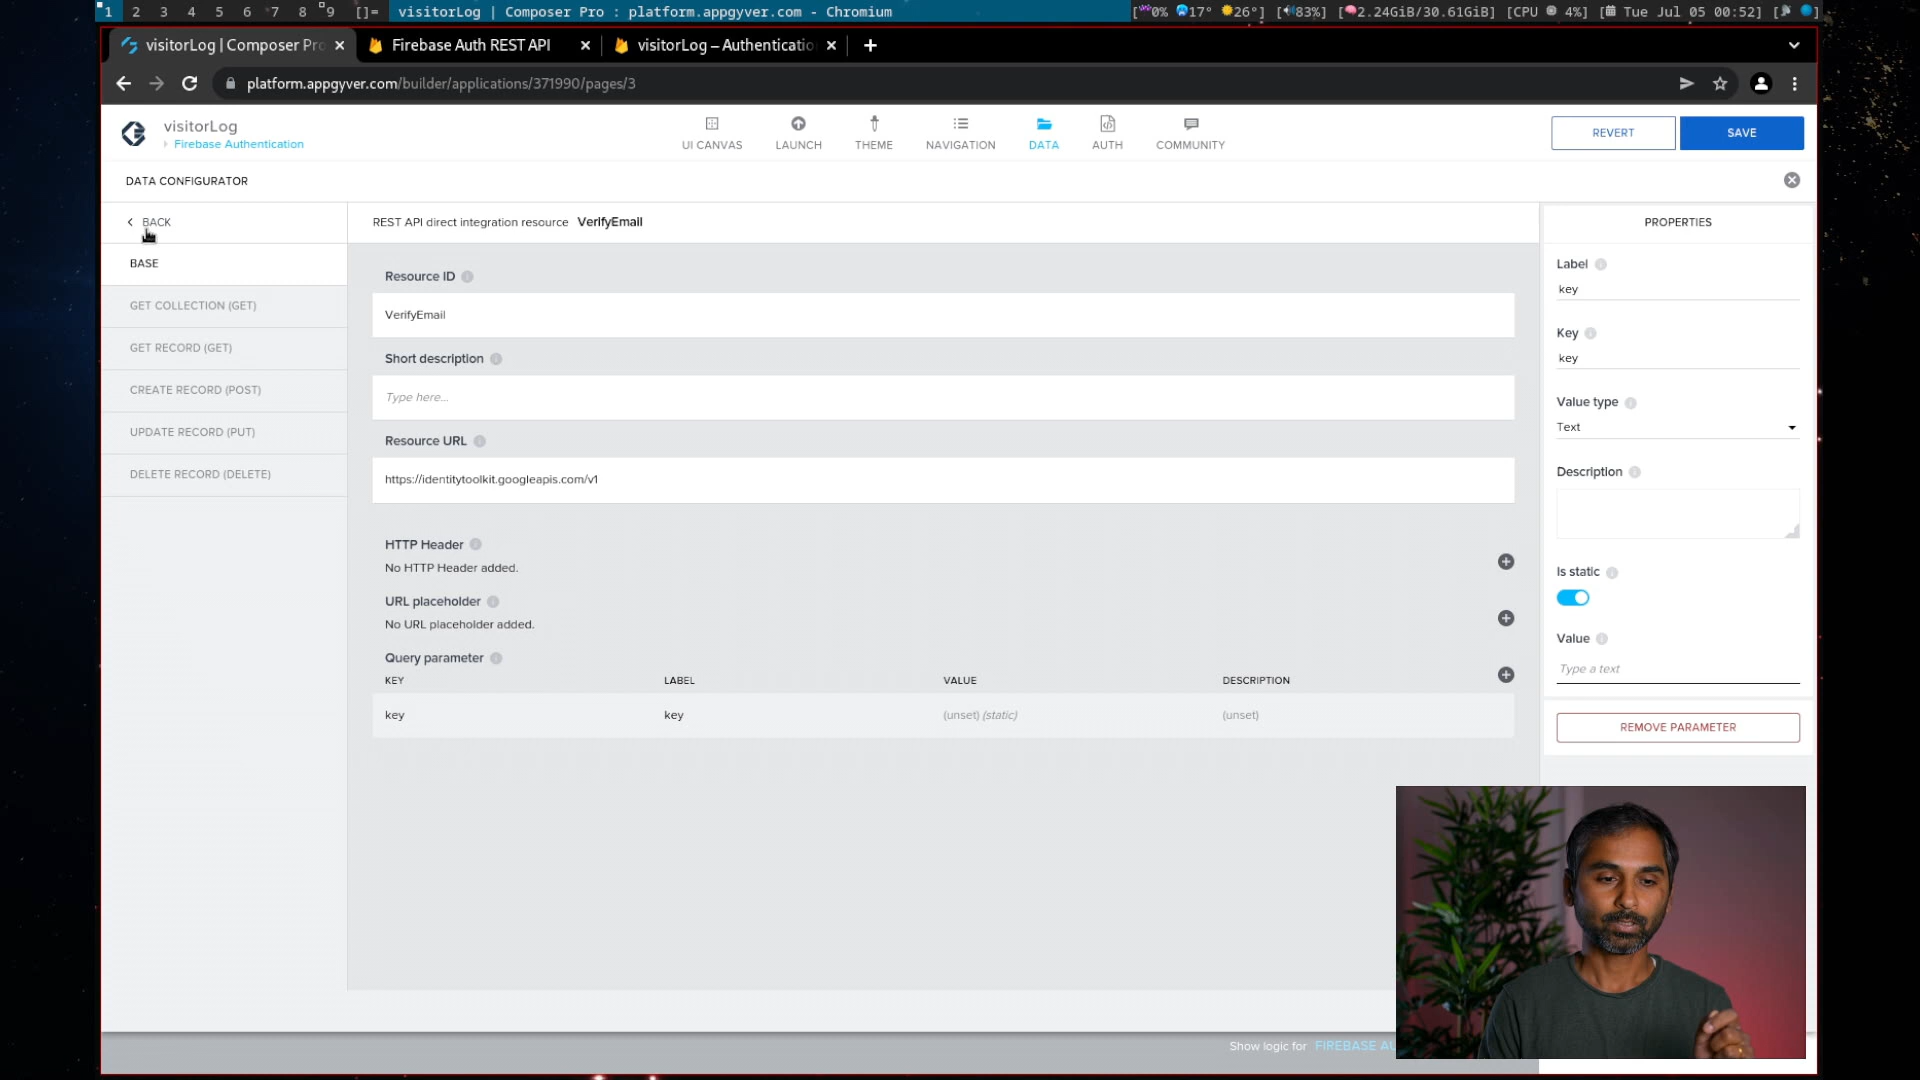 1 2 3 4 5 6 7 8 9 []= visitorLog | Composer Pro : platform.appgyver.com - Chromium [0% 17° 26°] [83%] [2.24GiB/30.61GiB] [CPU 4%] [Tue Jul 05 00:52] [ ]
visitorLog | Composer Pro Firebase Auth REST API visitorLog – Authenticatio
platform.appgyver.com/builder/applications/371990/pages/3
visitorLog
Firebase Authentication
UI CANVAS LAUNCH THEME NAVIGATION DATA AUTH COMMUNITY
REVERT SAVE
DATA CONFIGURATOR
BACK
REST API direct integration resource VerifyEmail
PROPERTIES
BASE
GET COLLECTION (GET)
GET RECORD (GET)
CREATE RECORD (POST)
UPDATE RECORD (PUT)
DELETE RECORD (DELETE)
Resource ID
VerifyEmail
Short description
Type here...
Resource URL
https://identitytoolkit.googleapis.com/v1
HTTP Header
No HTTP Header added.
URL placeholder
No URL placeholder added.
Query parameter
KEY LABEL VALUE DESCRIPTION
key key (unset) (static) (unset)
Label
key
Key
key
Value type
Text
Description
Is static
Value
Type a text
REMOVE PARAMETER
Show logic for FIREBASE AU